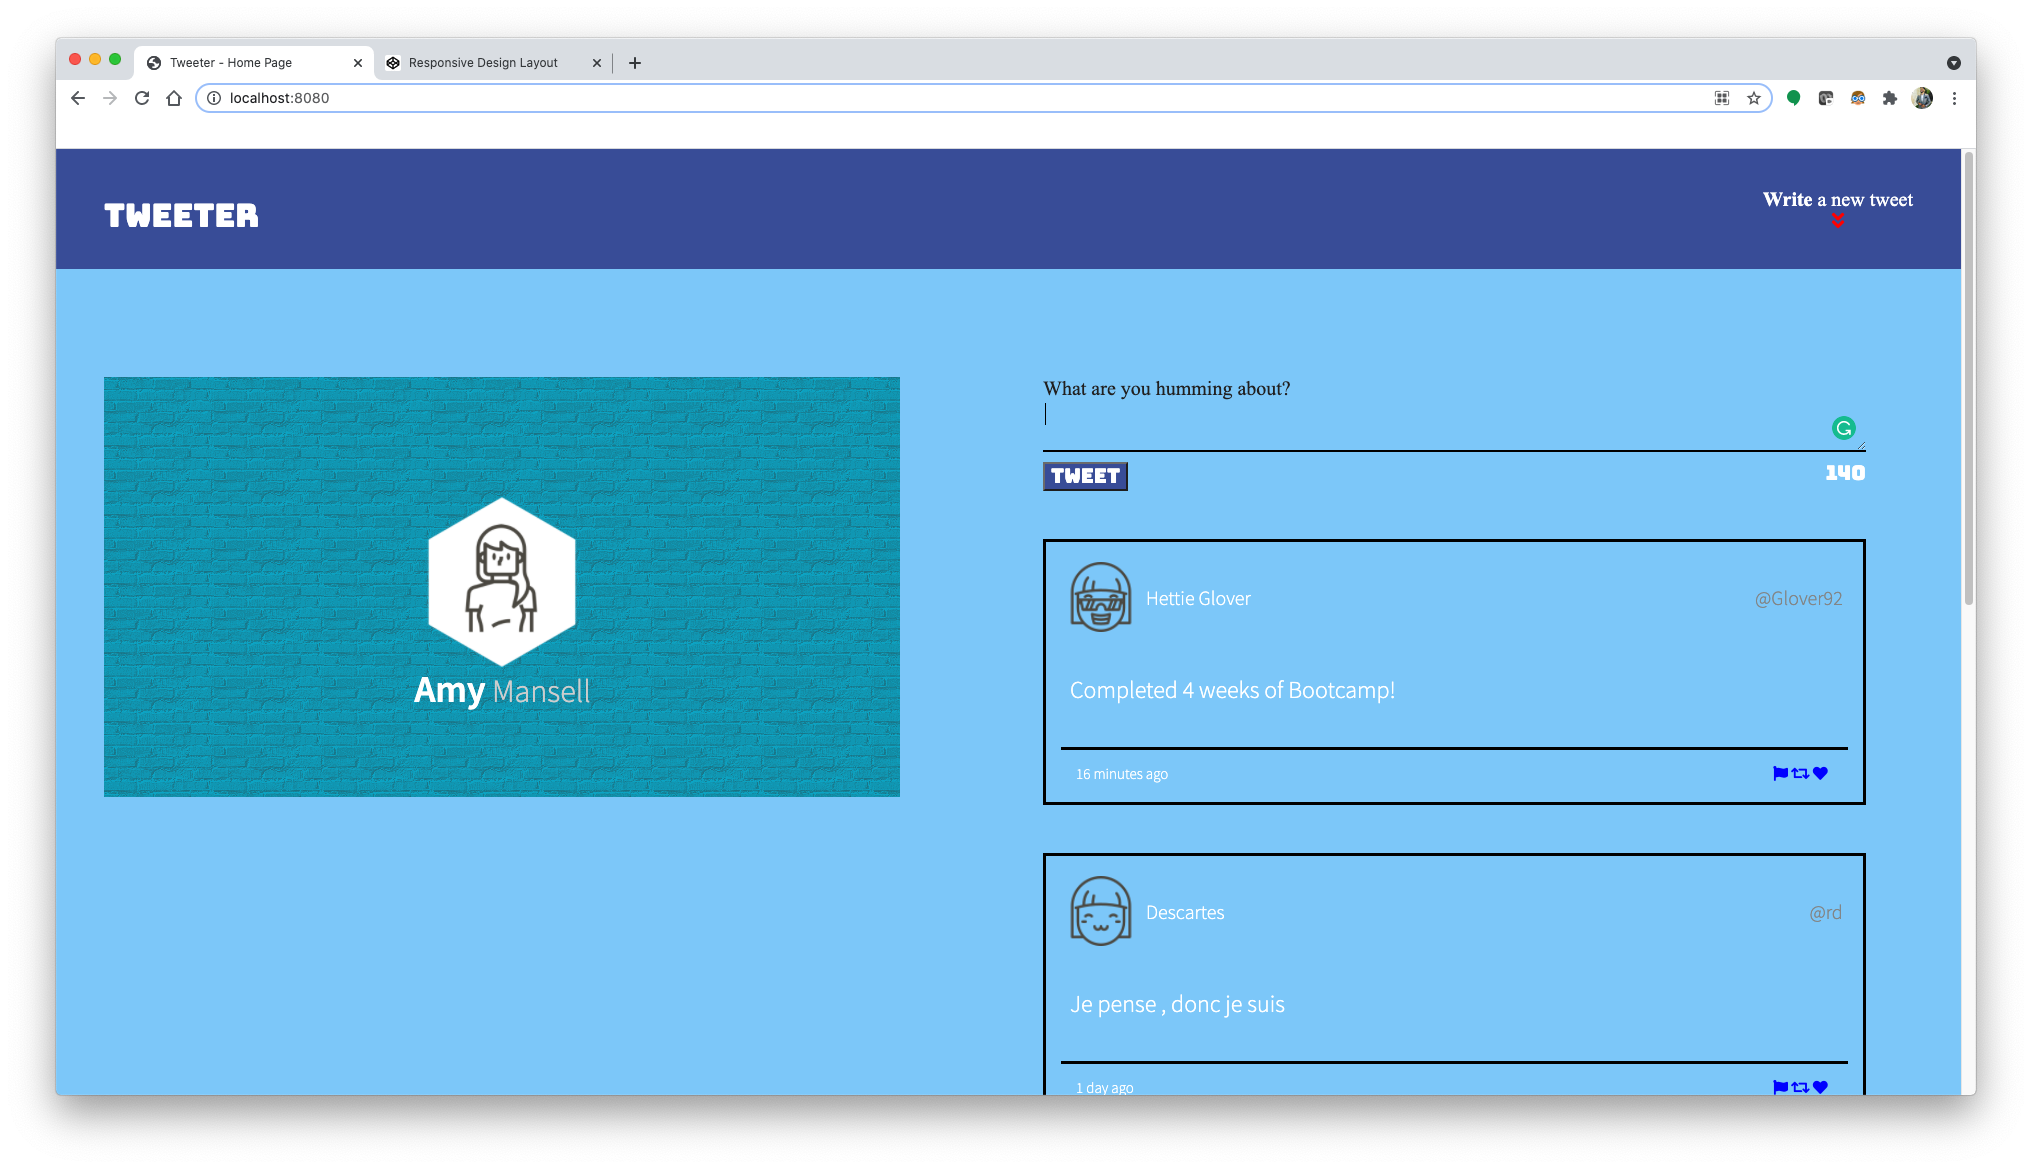 Tweeter - Home Page
Responsive Design Layout
localhost:8080
TWEETER
Write a new tweet
What are you humming about?
TWEET
140
Amy Mansell
Hettie Glover
@Glover92
Completed 4 weeks of Bootcamp!
16 minutes ago
Descartes
@rd
Je pense , donc je suis
1 day ago